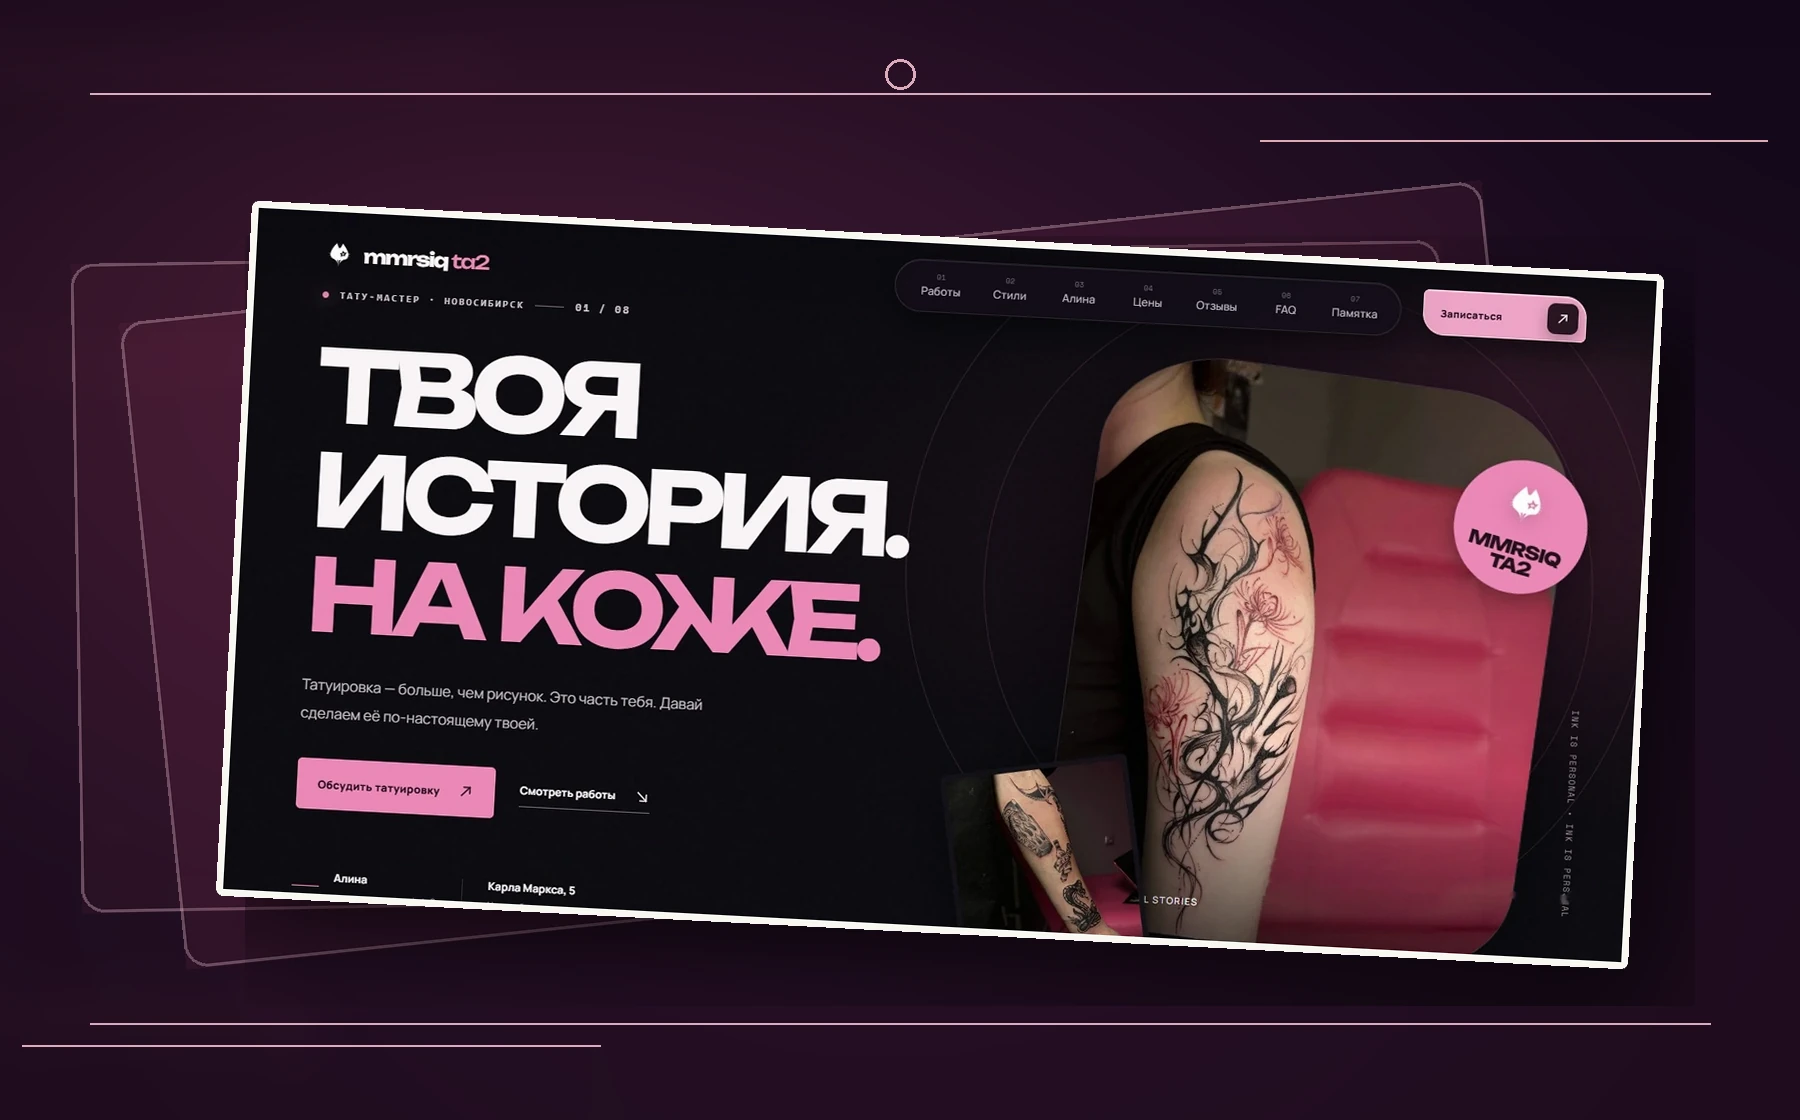 mmrsiq ta2
ТАТУ-МАСТЕР · НОВОСИБИРСК
01 / 08
01 Работы
02 Стили
03 Алина
04 Цены
05 Отзывы
06 FAQ
07 Памятка
Записаться
ТВОЯ
ИСТОРИЯ.
НА КОЖЕ.
Татуировка — больше, чем рисунок. Это часть тебя. Давай
сделаем её по-настоящему твоей.
Обсудить татуировку
Смотреть работы
Алина
Карла Маркса, 5
MMRSIQ
TA2
L STORIES
INK IS PERSONAL · INK IS